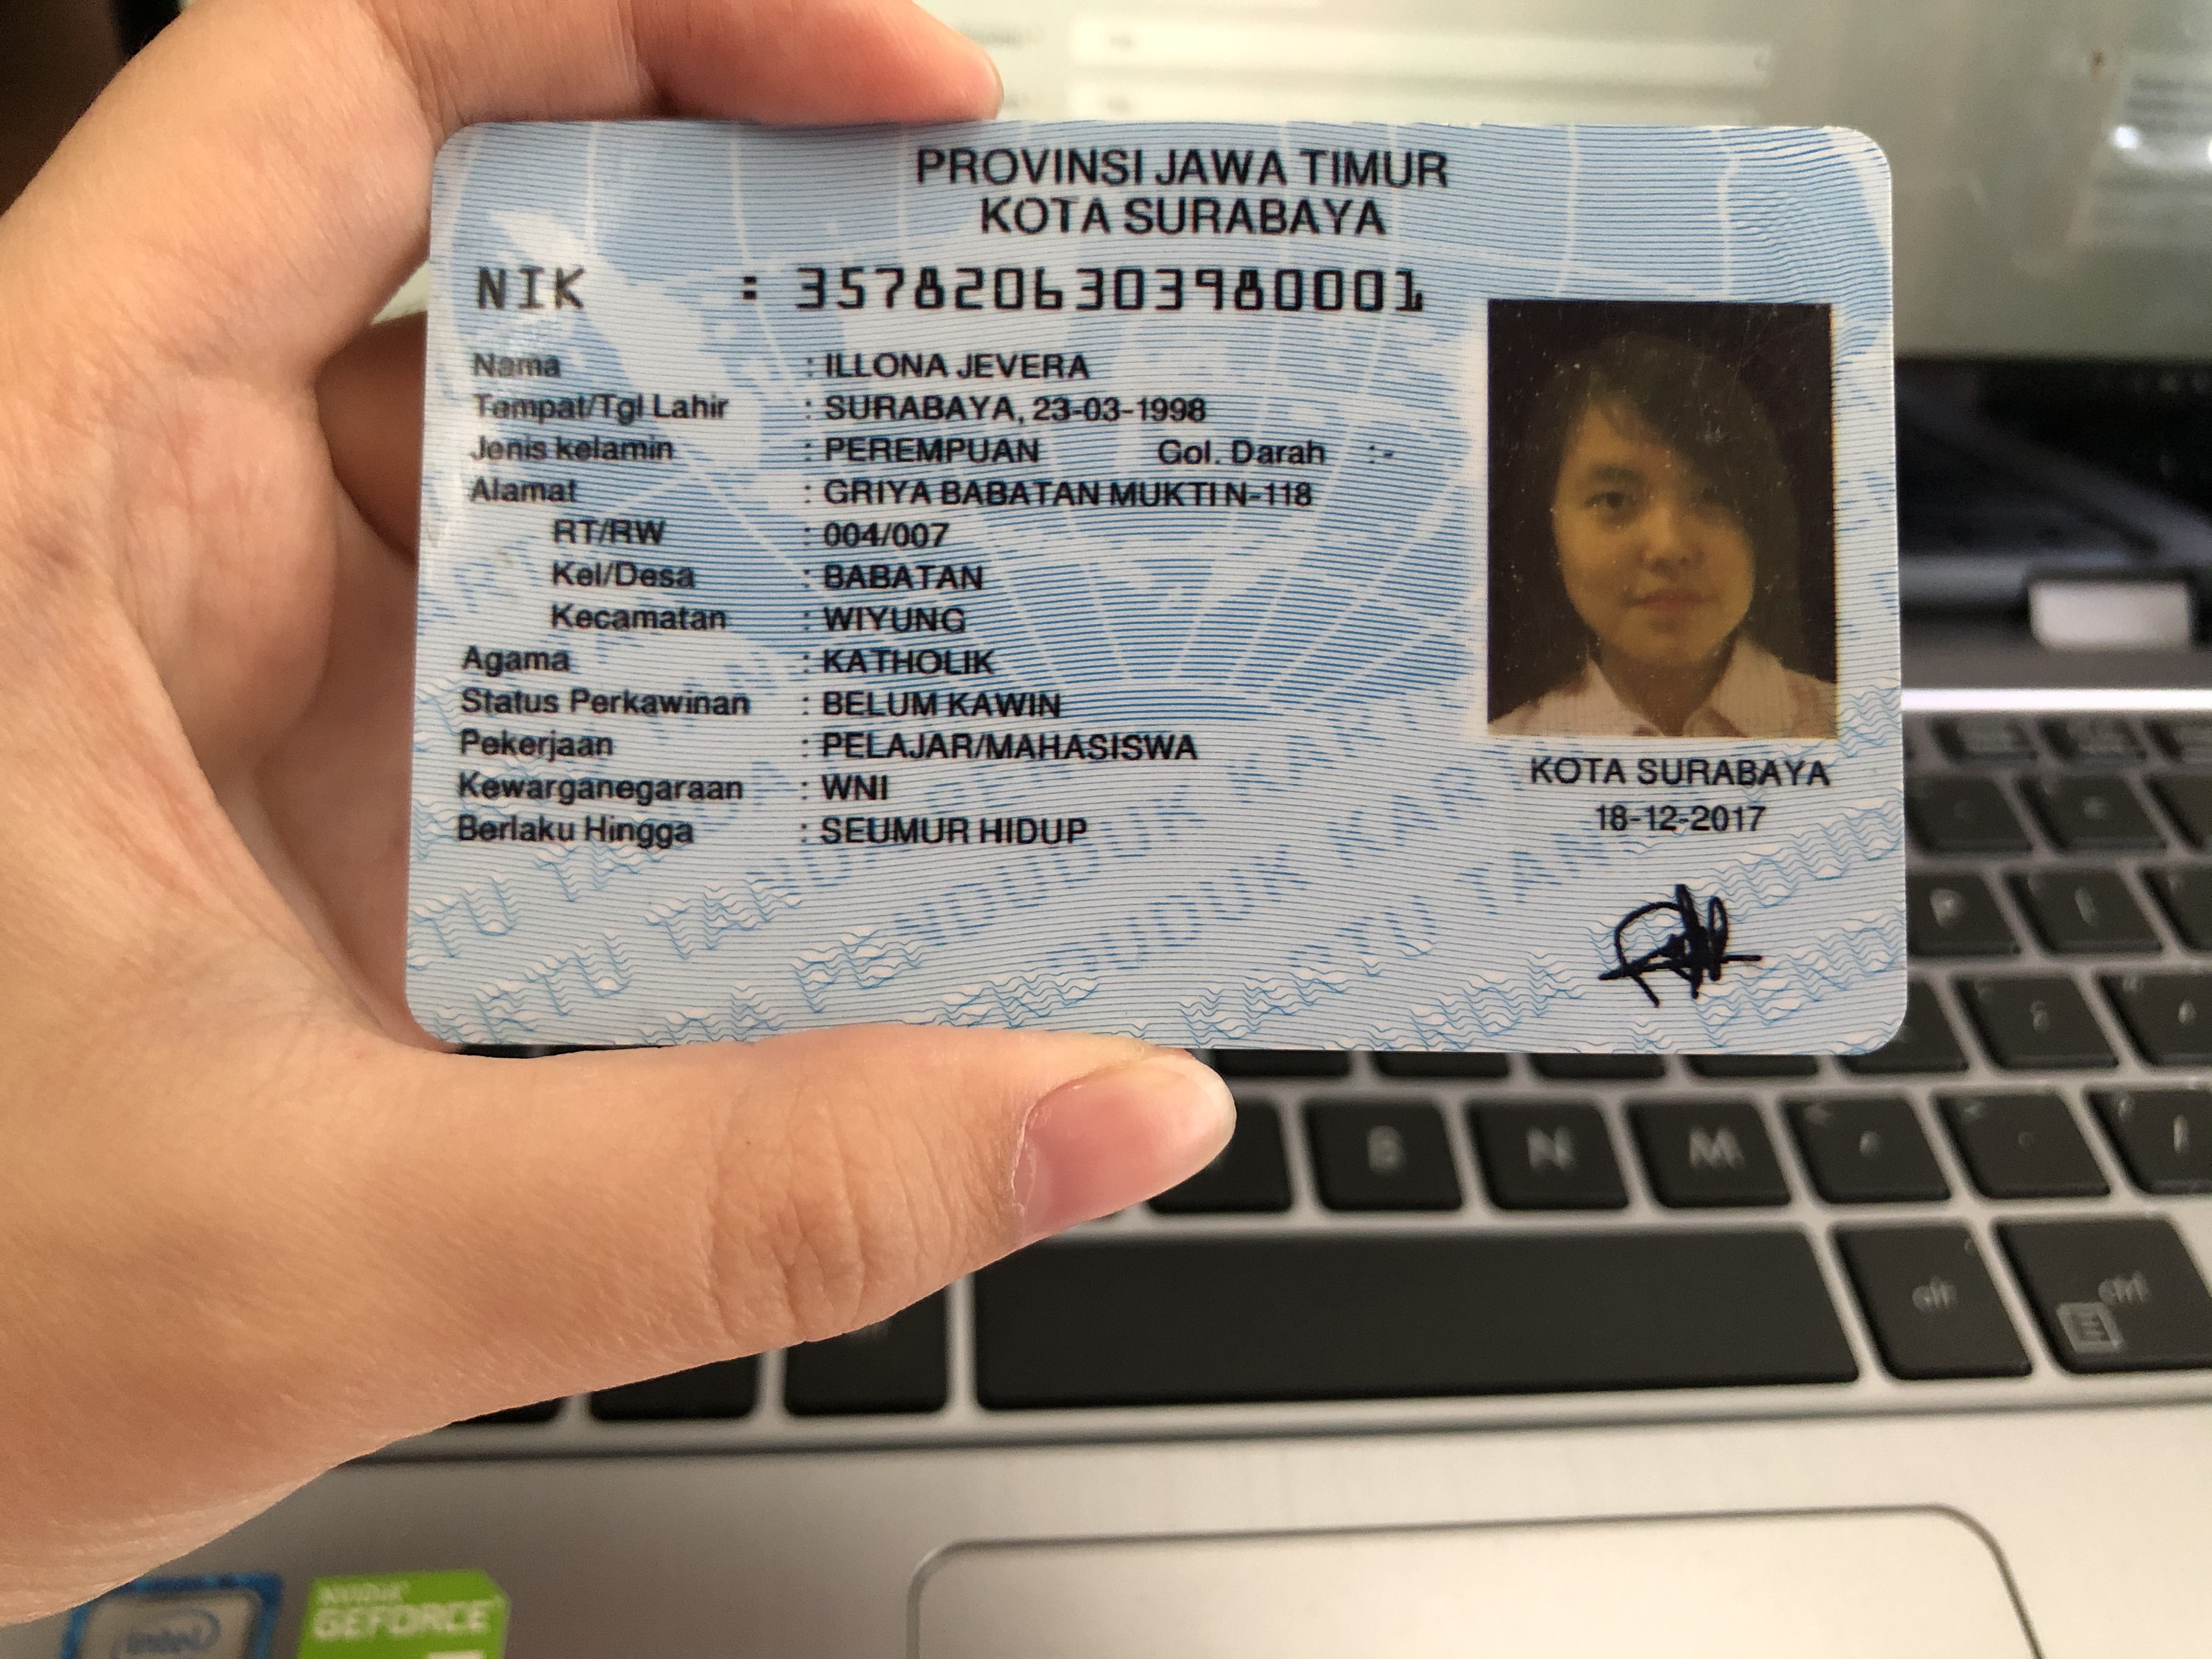 PROVINSI JAWA TIMUR
KOTA SURABAYA
NIK : 3578206303980001
Nama : ILLONA JEVERA
Tempat/Tgl Lahir : SURABAYA, 23-03-1998
Jenis kelamin : PEREMPUAN Gol. Darah : -
Alamat : GRIYA BABATAN MUKTI N-118
RT/RW : 004/007
Kel/Desa : BABATAN
Kecamatan : WIYUNG
Agama : KATHOLIK
Status Perkawinan : BELUM KAWIN
Pekerjaan : PELAJAR/MAHASISWA
Kewarganegaraan : WNI
Berlaku Hingga : SEUMUR HIDUP
KOTA SURABAYA
18-12-2017
P
B N M
alt ctrl
intel
NVIDIA
GEFORCE